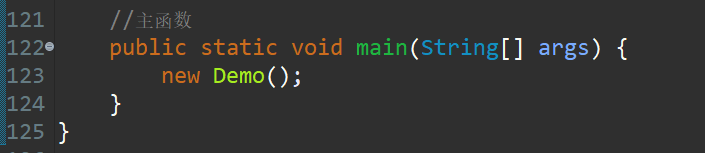 121 //主函数
122 public static void main(String[] args) {
123 new Demo();
124 }
125 }